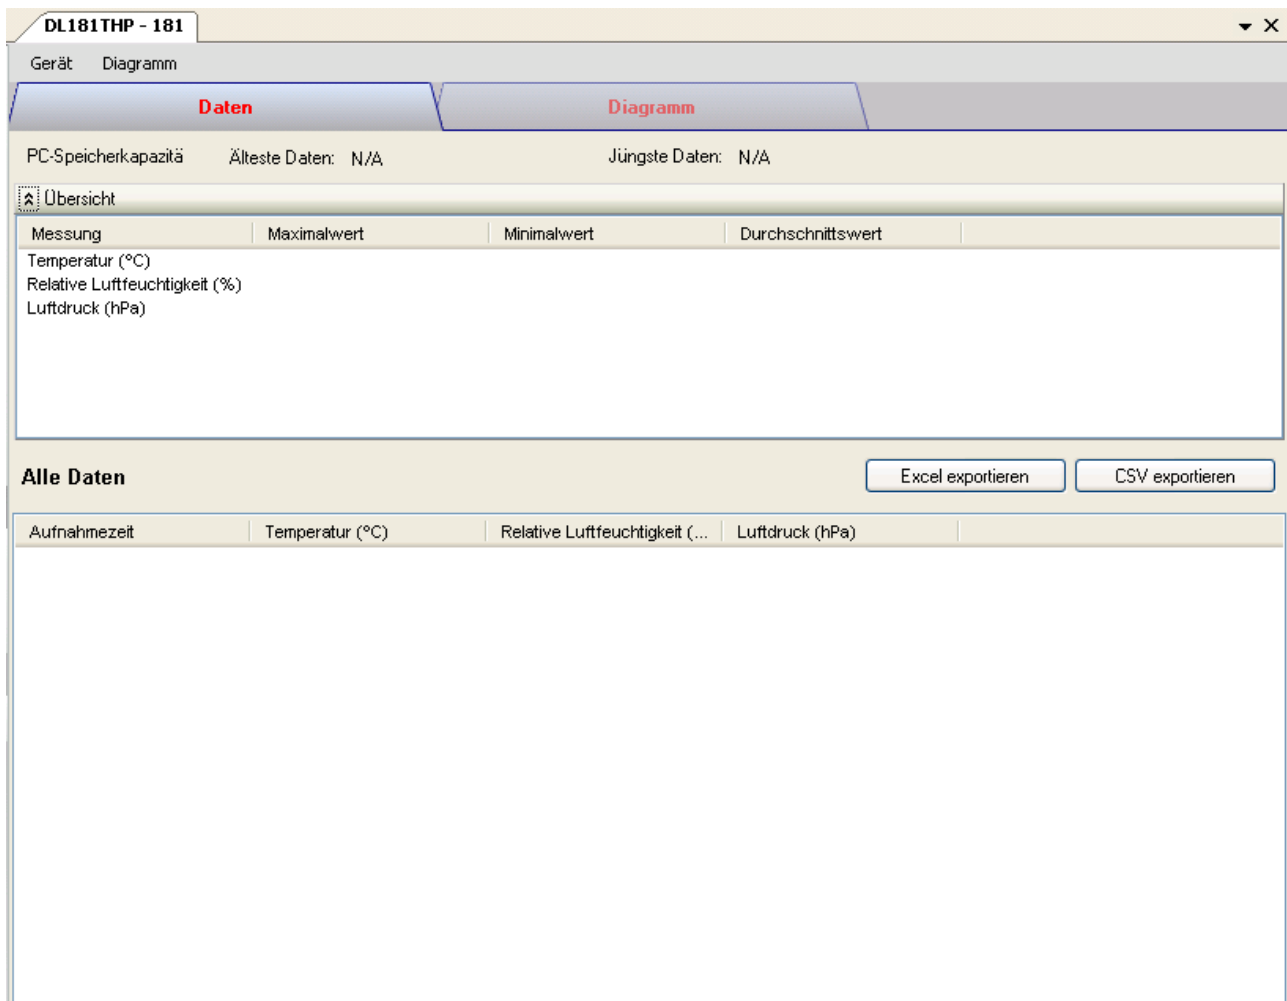 DL181THP - 181
Gerät Diagramm
Daten Diagramm
PC-Speicherkapazitä Älteste Daten: N/A Jüngste Daten: N/A
Übersicht
Messung Maximalwert Minimalwert Durchschnittswert
Temperatur (°C)
Relative Luftfeuchtigkeit (%)
Luftdruck (hPa)
Alle Daten Excel exportieren CSV exportieren
Aufnahmezeit Temperatur (°C) Relative Luftfeuchtigkeit (... Luftdruck (hPa)